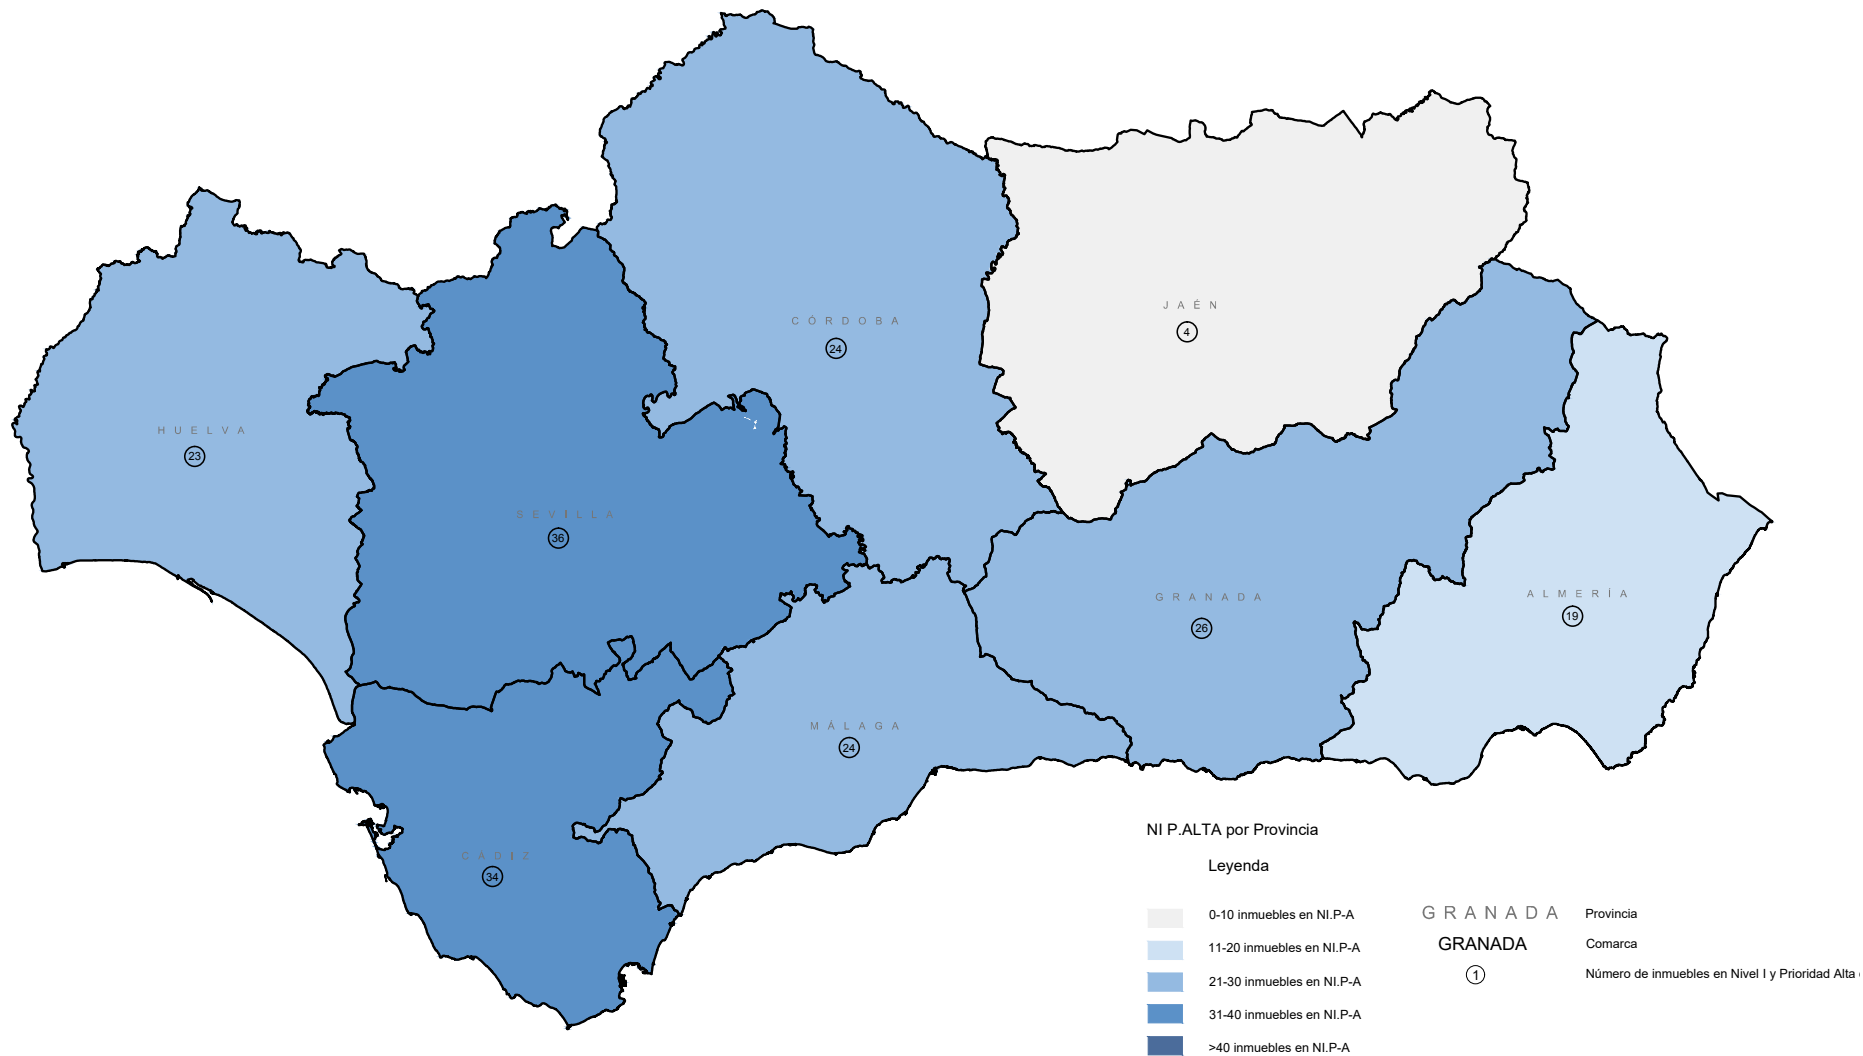 JAÉN
4
CÓRDOBA
24
HUELVA
23
SEVILLA
36
GRANADA
26
ALMERÍA
19
MÁLAGA
24
CÁDIZ
34
NI P.ALTA por Provincia
Leyenda
0-10 inmuebles en NI.P-A
11-20 inmuebles en NI.P-A
21-30 inmuebles en NI.P-A
31-40 inmuebles en NI.P-A
>40 inmuebles en NI.P-A
GRANADA Provincia
GRANADA Comarca
1 Número de inmuebles en Nivel I y Prioridad Alta